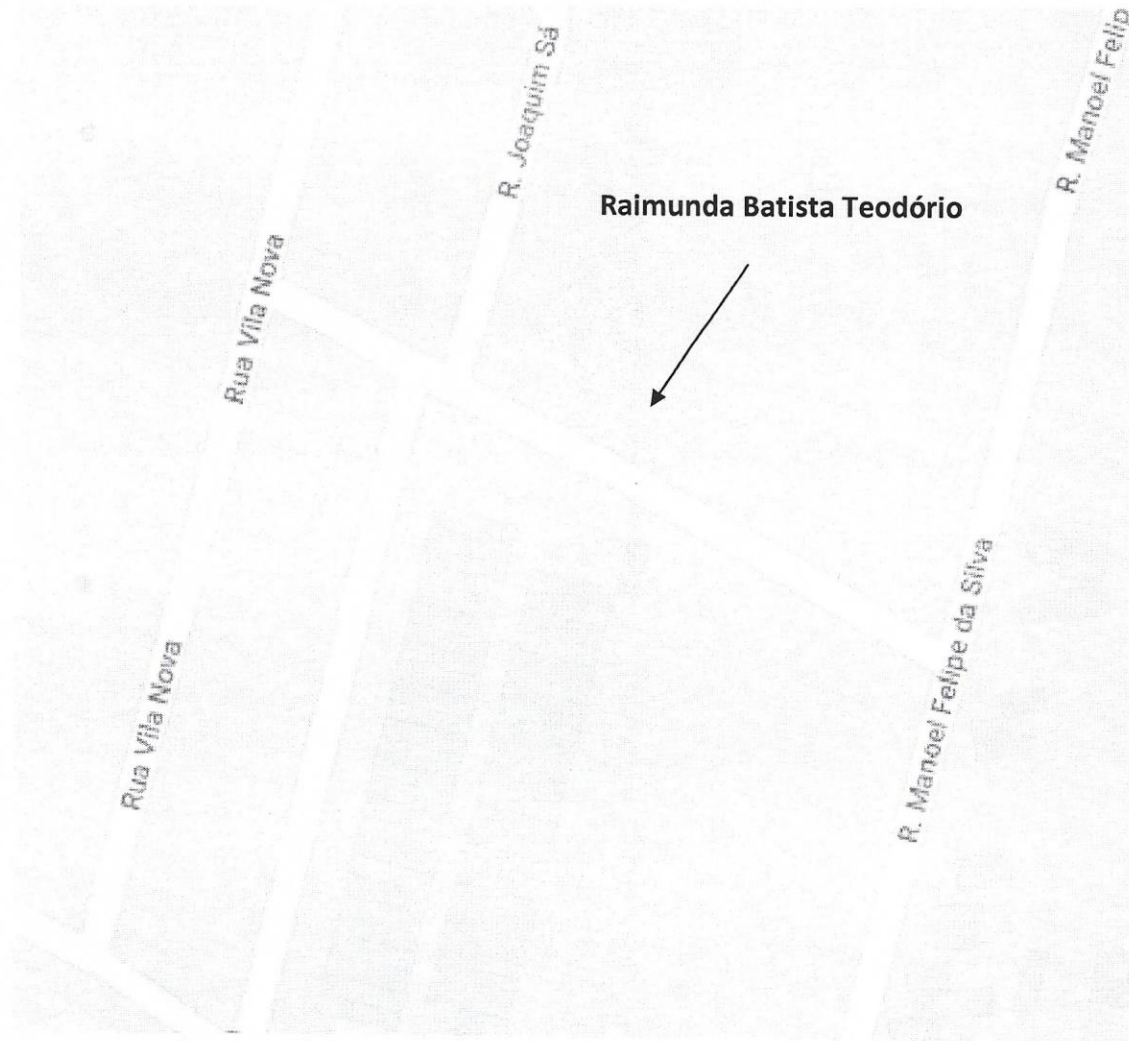 R. Joaquim Sá
R. Manoel Felip
Raimunda Batista Teodório
Rua Vila Nova
R. Manoel Felipe da Silva
Rua Vila Nova